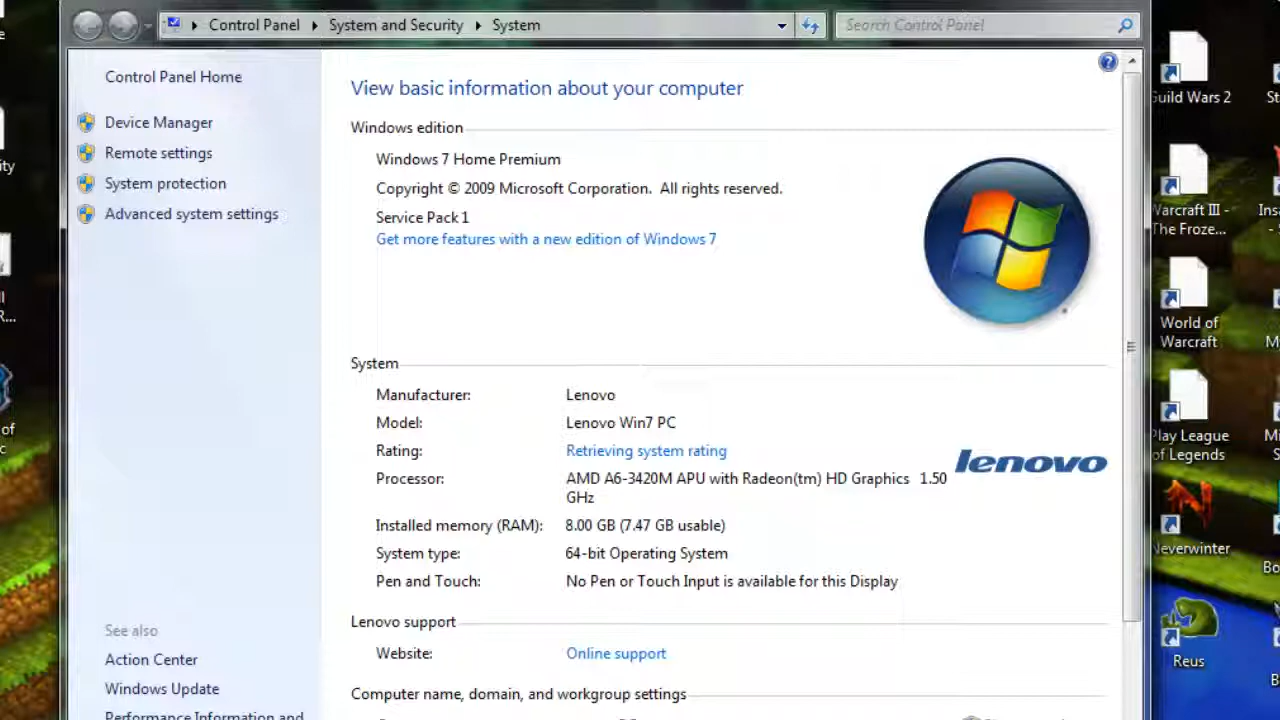 Control Panel
System and Security
System
Search Control Panel
Control Panel Home
Device Manager
Remote settings
System protection
Advanced system settings
See also
Action Center
Windows Update
Performance Information and
View basic information about your computer
Windows edition
Windows 7 Home Premium
Copyright © 2009 Microsoft Corporation.  All rights reserved.
Service Pack 1
Get more features with a new edition of Windows 7
System
Manufacturer: Lenovo
Model: Lenovo Win7 PC
Rating: Retrieving system rating
Processor: AMD A6-3420M APU with Radeon(tm) HD Graphics 1.50
GHz
Installed memory (RAM): 8.00 GB (7.47 GB usable)
System type: 64-bit Operating System
Pen and Touch: No Pen or Touch Input is available for this Display
lenovo
Lenovo support
Website: Online support
Computer name, domain, and workgroup settings
Guild Wars 2
Warcraft III -
The Froze...
World of
Warcraft
Play League
of Legends
Neverwinter
Reus